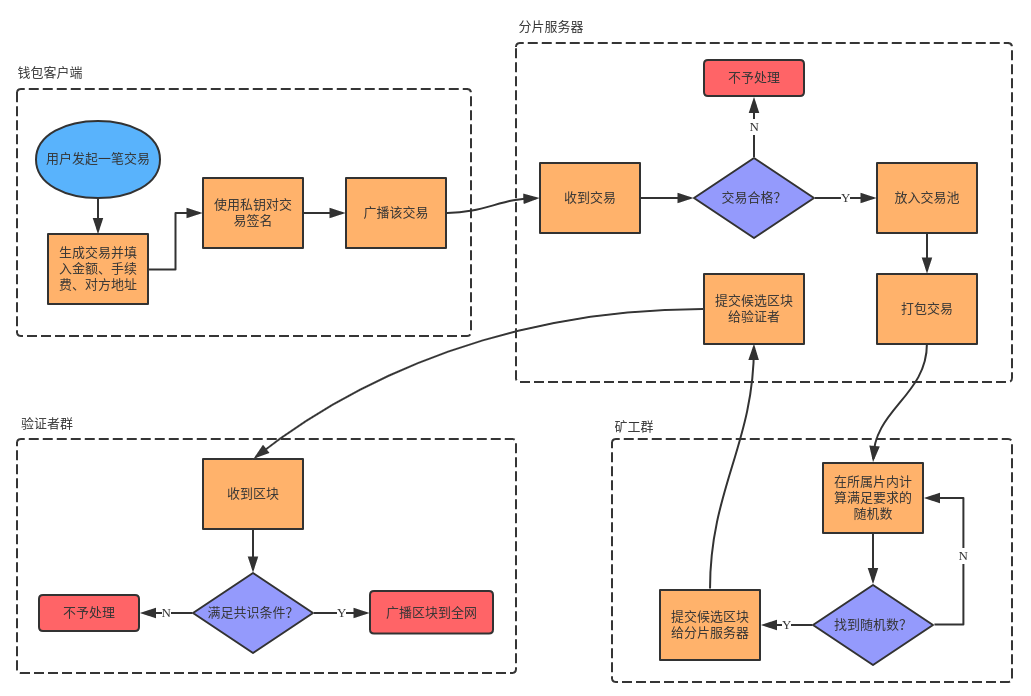 钱包客户端
用户发起一笔交易
生成交易并填
入金额、手续
费、对方地址
使用私钥对交
易签名
广播该交易
分片服务器
收到交易
交易合格?
N
不予处理
Y
放入交易池
打包交易
提交候选区块
给验证者
矿工群
在所属片内计
算满足要求的
随机数
找到随机数?
N
Y
提交候选区块
给分片服务器
验证者群
收到区块
满足共识条件?
N
不予处理
Y
广播区块到全网